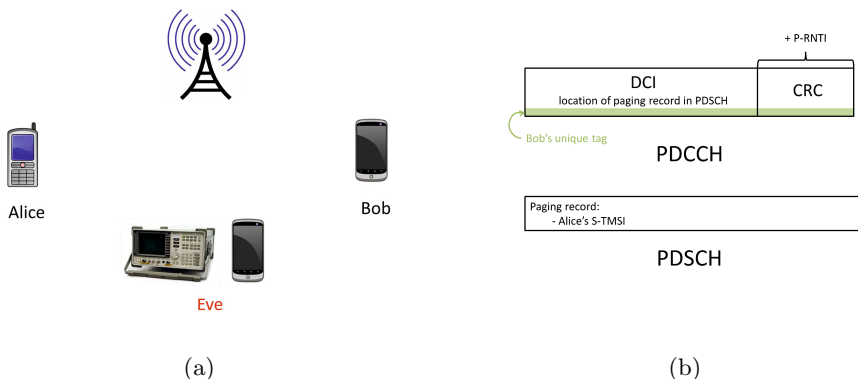 Alice
Bob
Eve
(a)
+ P-RNTI
DCI
location of paging record in PDSCH
CRC
Bob's unique tag
PDCCH
Paging record:
- Alice's S-TMSI
PDSCH
(b)